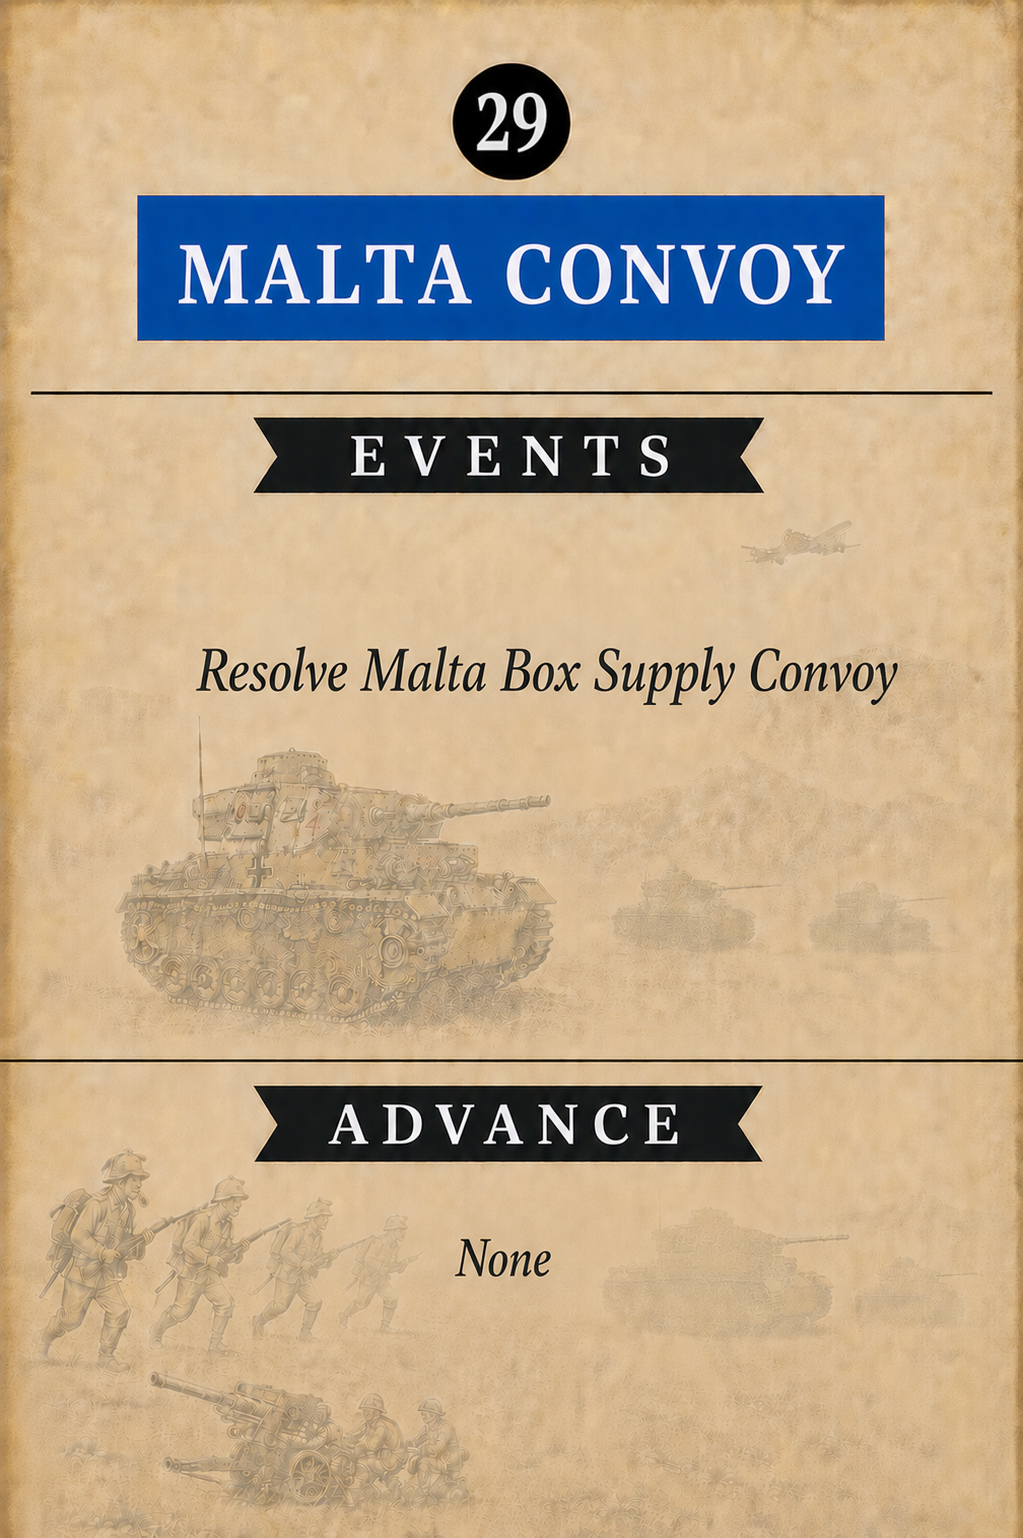 29
MALTA CONVOY
EVENTS
Resolve Malta Box Supply Convoy
ADVANCE
None